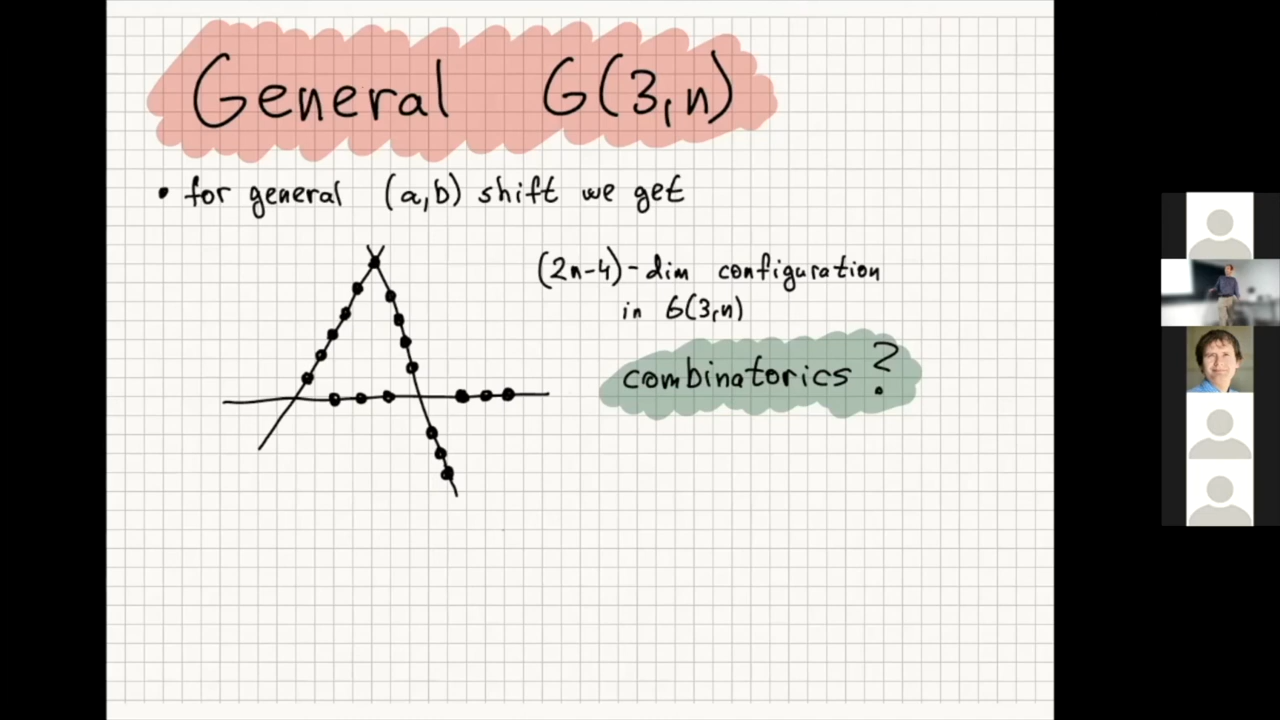 General G(3,n)
• for general (a,b) shift we get
(2n-4)-dim configuration
in G(3,n)
combinatorics ?